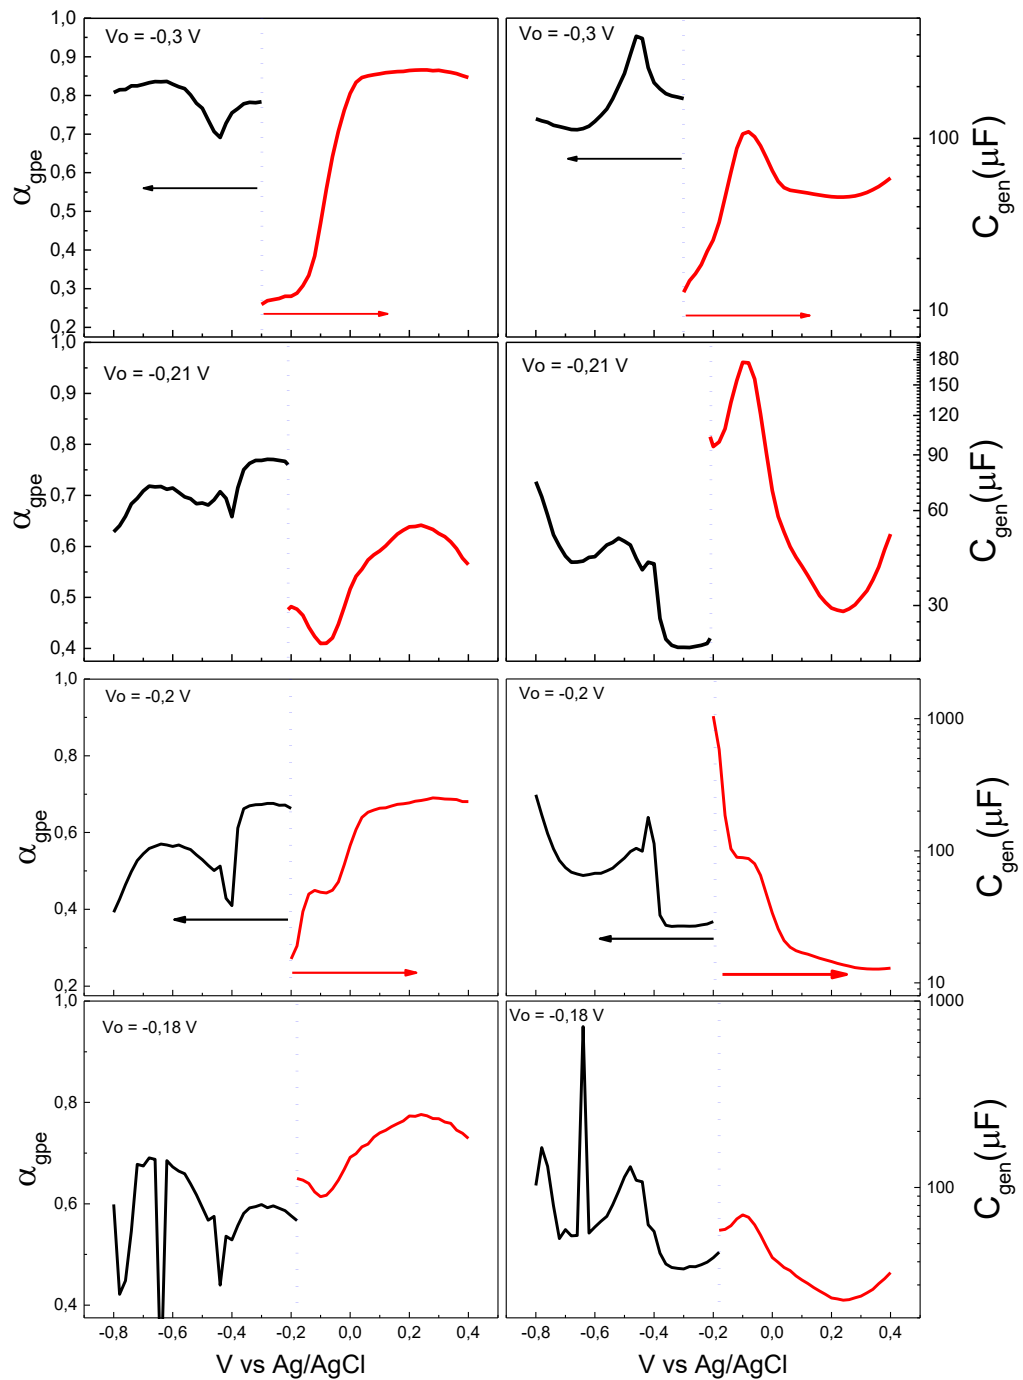 1,0
0,9
0,8
0,7
0,6
0,5
0,4
0,3
0,2
αgpe
Vo = -0,3 V
Vo = -0,3 V
100
10
Cgen(μF)
1,0
0,9
0,8
0,7
0,6
0,5
0,4
αgpe
Vo = -0,21 V
Vo = -0,21 V
180
150
120
90
60
30
Cgen(μF)
1,0
0,8
0,6
0,4
0,2
αgpe
Vo = -0,2 V
Vo = -0,2 V
1000
100
10
Cgen(μF)
1,0
0,8
0,6
0,4
αgpe
Vo = -0,18 V
Vo = -0,18 V
1000
100
Cgen(μF)
-0,8 -0,6 -0,4 -0,2 0,0 0,2 0,4
-0,8 -0,6 -0,4 -0,2 0,0 0,2 0,4
V vs Ag/AgCl
V vs Ag/AgCl